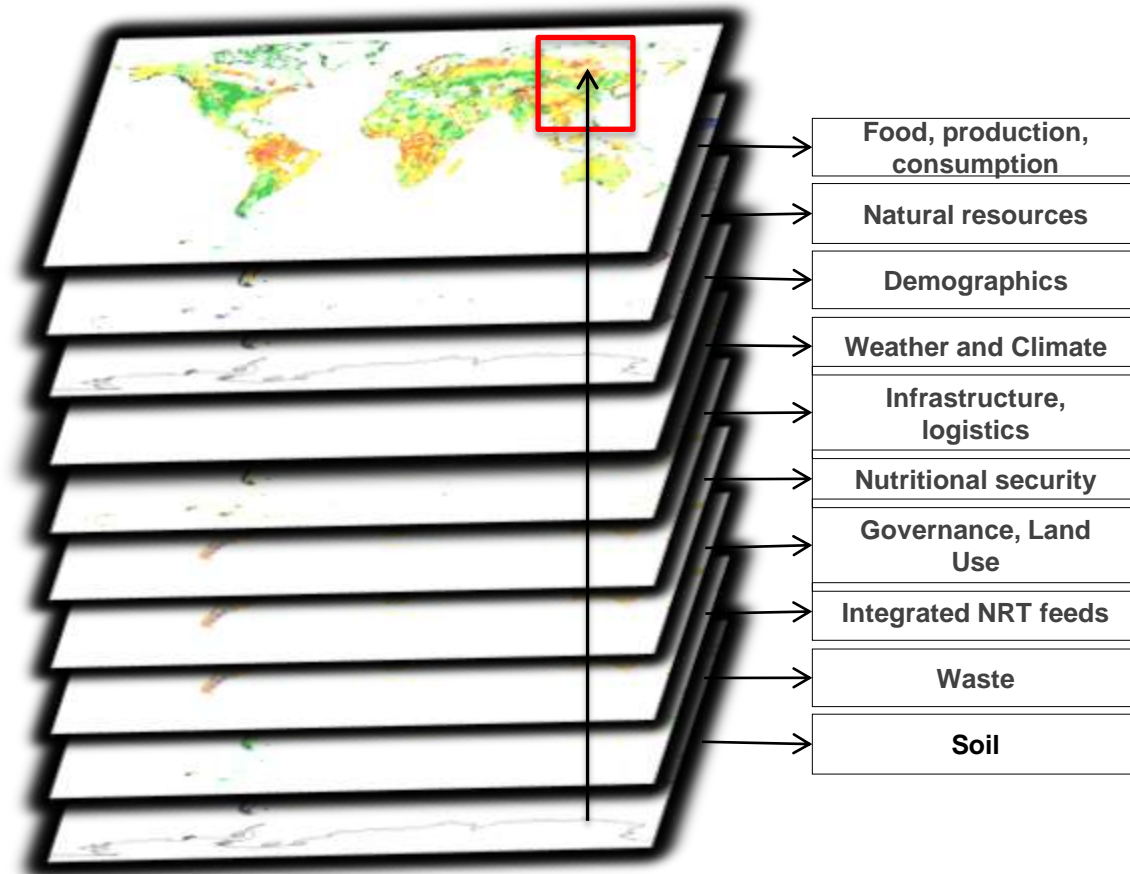 Food, production,
consumption
Natural resources
Demographics
Weather and Climate
Infrastructure,
logistics
Nutritional security
Governance, Land
Use
Integrated NRT feeds
Waste
Soil